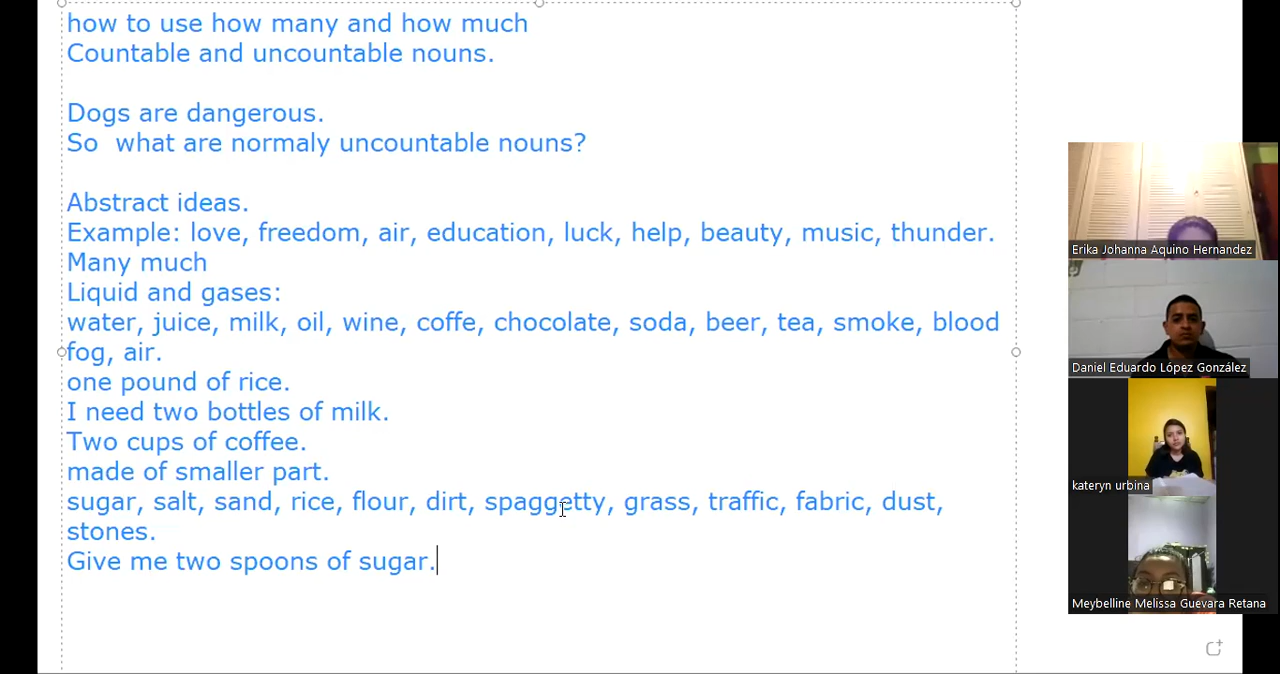 how to use how many and how much
Countable and uncountable nouns.
Dogs are dangerous.
So  what are normaly uncountable nouns?
Abstract ideas.
Example: love, freedom, air, education, luck, help, beauty, music, thunder.
Many much
Liquid and gases:
water, juice, milk, oil, wine, coffe, chocolate, soda, beer, tea, smoke, blood
fog, air.
one pound of rice.
I need two bottles of milk.
Two cups of coffee.
made of smaller part.
sugar, salt, sand, rice, flour, dirt, spaggetty, grass, traffic, fabric, dust,
stones.
Give me two spoons of sugar.
Erika Johanna Aquino Hernandez
Daniel Eduardo López González
kateryn urbina
Meybelline Melissa Guevara Retana